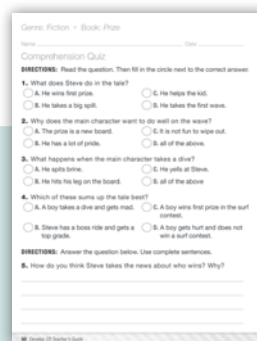 Genre: Fiction • Book: Prize
Name Date
Comprehension Quiz
DIRECTIONS: Read the question. Then fill in the circle next to the correct answer.
1. What does Steve do in the tale?
A. He wins first prize. C. He helps the kid.
B. He takes a big spill. D. He takes the first wave.
2. Why does the main character want to do well on the wave?
A. The prize is a new board. C. It is not fun to wipe out.
B. He has a lot of pride. D. all of the above.
3. What happens when the main character takes a dive?
A. He spits brine. C. He yells at Steve.
B. He hits his leg on the board. D. all of the above
4. Which of these sums up the tale best?
A. A boy takes a dive and gets mad. C. A boy wins first prize in the surf
contest.
B. Steve has a boss ride and gets a D. A boy gets hurt and does not
top grade. win a surf contest.
DIRECTIONS: Answer the question below. Use complete sentences.
5. How do you think Steve takes the news about who wins? Why?
Teacher's Guide